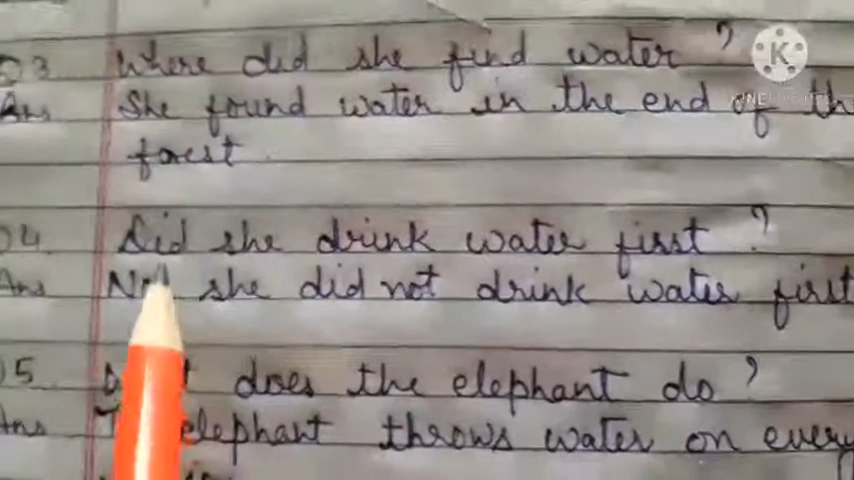 Q3 Where did she find water ?
Ans She found water in the end of
forest
Q4 Did she drink water first ?
Ans she did not drink water first
Q5 does the elephant do ?
Ans elephant throws water on every
K